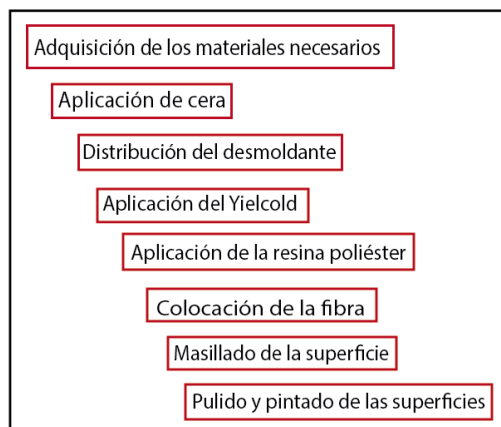 Adquisición de los materiales necesarios
Aplicación de cera
Distribución del desmoldante
Aplicación del Yielcold
Aplicación de la resina poliéster
Colocación de la fibra
Masillado de la superficie
Pulido y pintado de las superficies